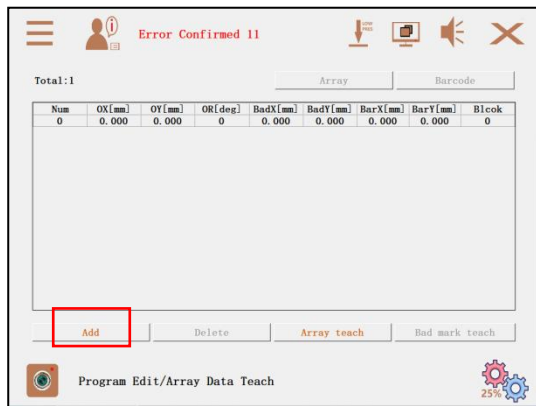 Error Confirmed 11
LOW PRES
Total:1 Array Barcode
Num OX[mm] OY[mm] OR[deg] BadX[mm] BadY[mm] BarX[mm] BarY[mm] Blcok
0 0.000 0.000 0 0.000 0.000 0.000 0.000 0
Add Delete Array teach Bad mark teach
Program Edit/Array Data Teach
25%